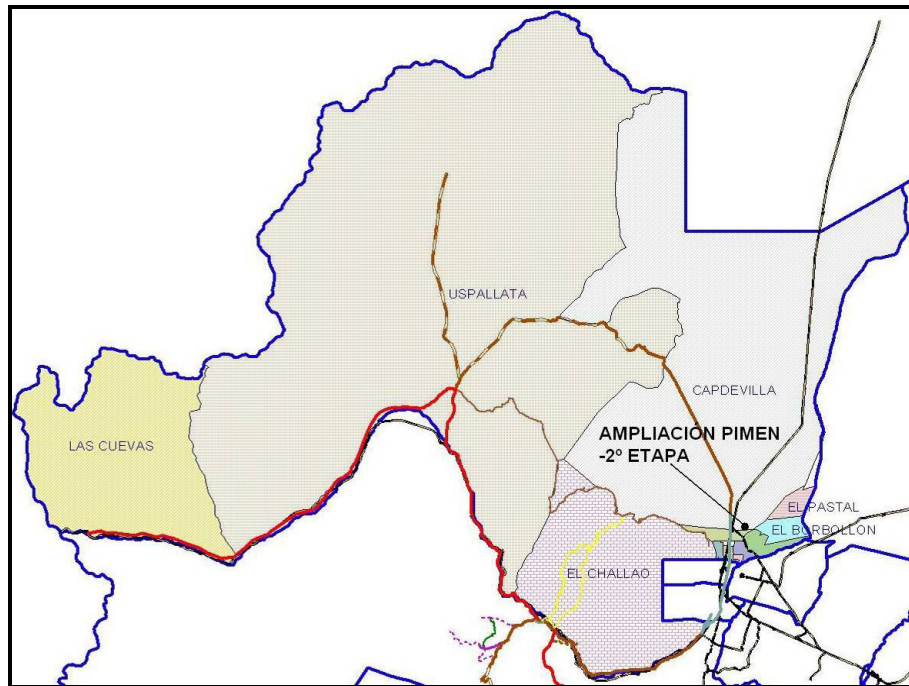 USPALLATA
CAPDEVILLA
LAS CUEVAS
AMPLIACION PIMEN
-2º ETAPA
EL PASTAL
EL BORBOLLON
EL CHALLAO